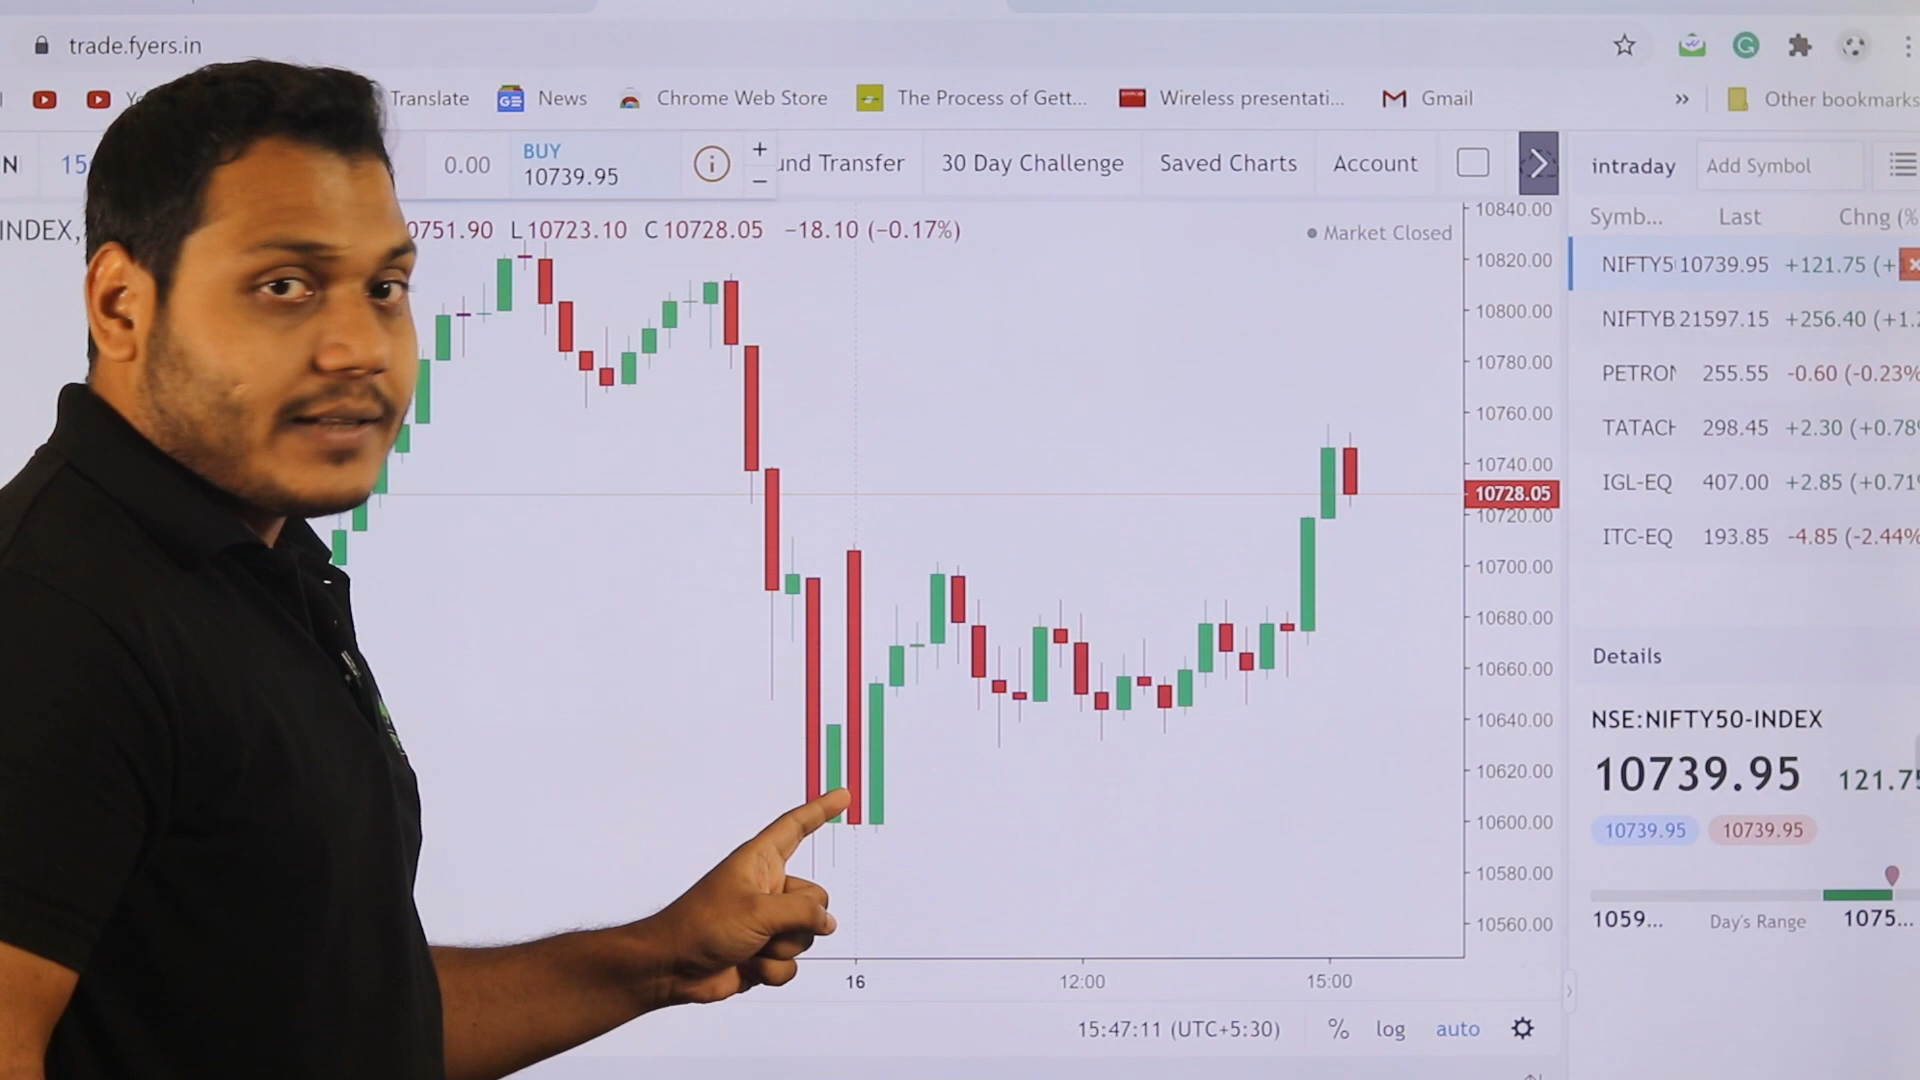 trade.fyers.in
Translate News Chrome Web Store The Process of Gett... Wireless presentati... Gmail » Other bookmarks
N 15 0.00 BUY 10739.95 + − und Transfer 30 Day Challenge Saved Charts Account intraday Add Symbol
INDEX, 0751.90 L10723.10 C10728.05 −18.10 (−0.17%)
Market Closed
Symb... Last Chng (%
NIFTY5 10739.95 +121.75 (+
NIFTYB 21597.15 +256.40 (+1.2
PETRON 255.55 -0.60 (-0.23%
TATACH 298.45 +2.30 (+0.78%
IGL-EQ 407.00 +2.85 (+0.71%
ITC-EQ 193.85 -4.85 (-2.44%
10840.00
10820.00
10800.00
10780.00
10760.00
10740.00
10728.05
10720.00
10700.00
10680.00
10660.00
10640.00
10620.00
10600.00
10580.00
10560.00
Details
NSE:NIFTY50-INDEX
10739.95 121.75
10739.95 10739.95
1059... Day's Range 1075...
16 12:00 15:00
15:47:11 (UTC+5:30) % log auto